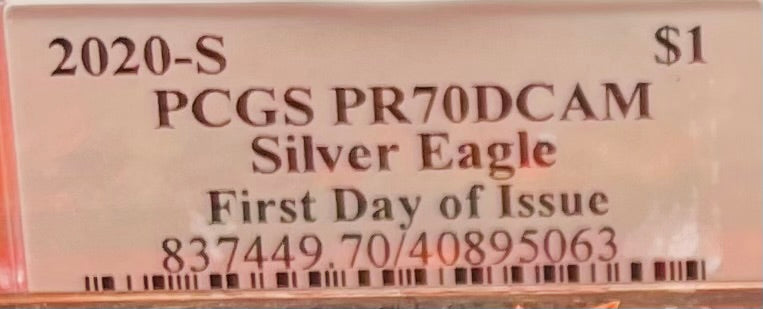 2020-S $1
PCGS PR70DCAM
Silver Eagle
First Day of Issue
837449.70/40895063